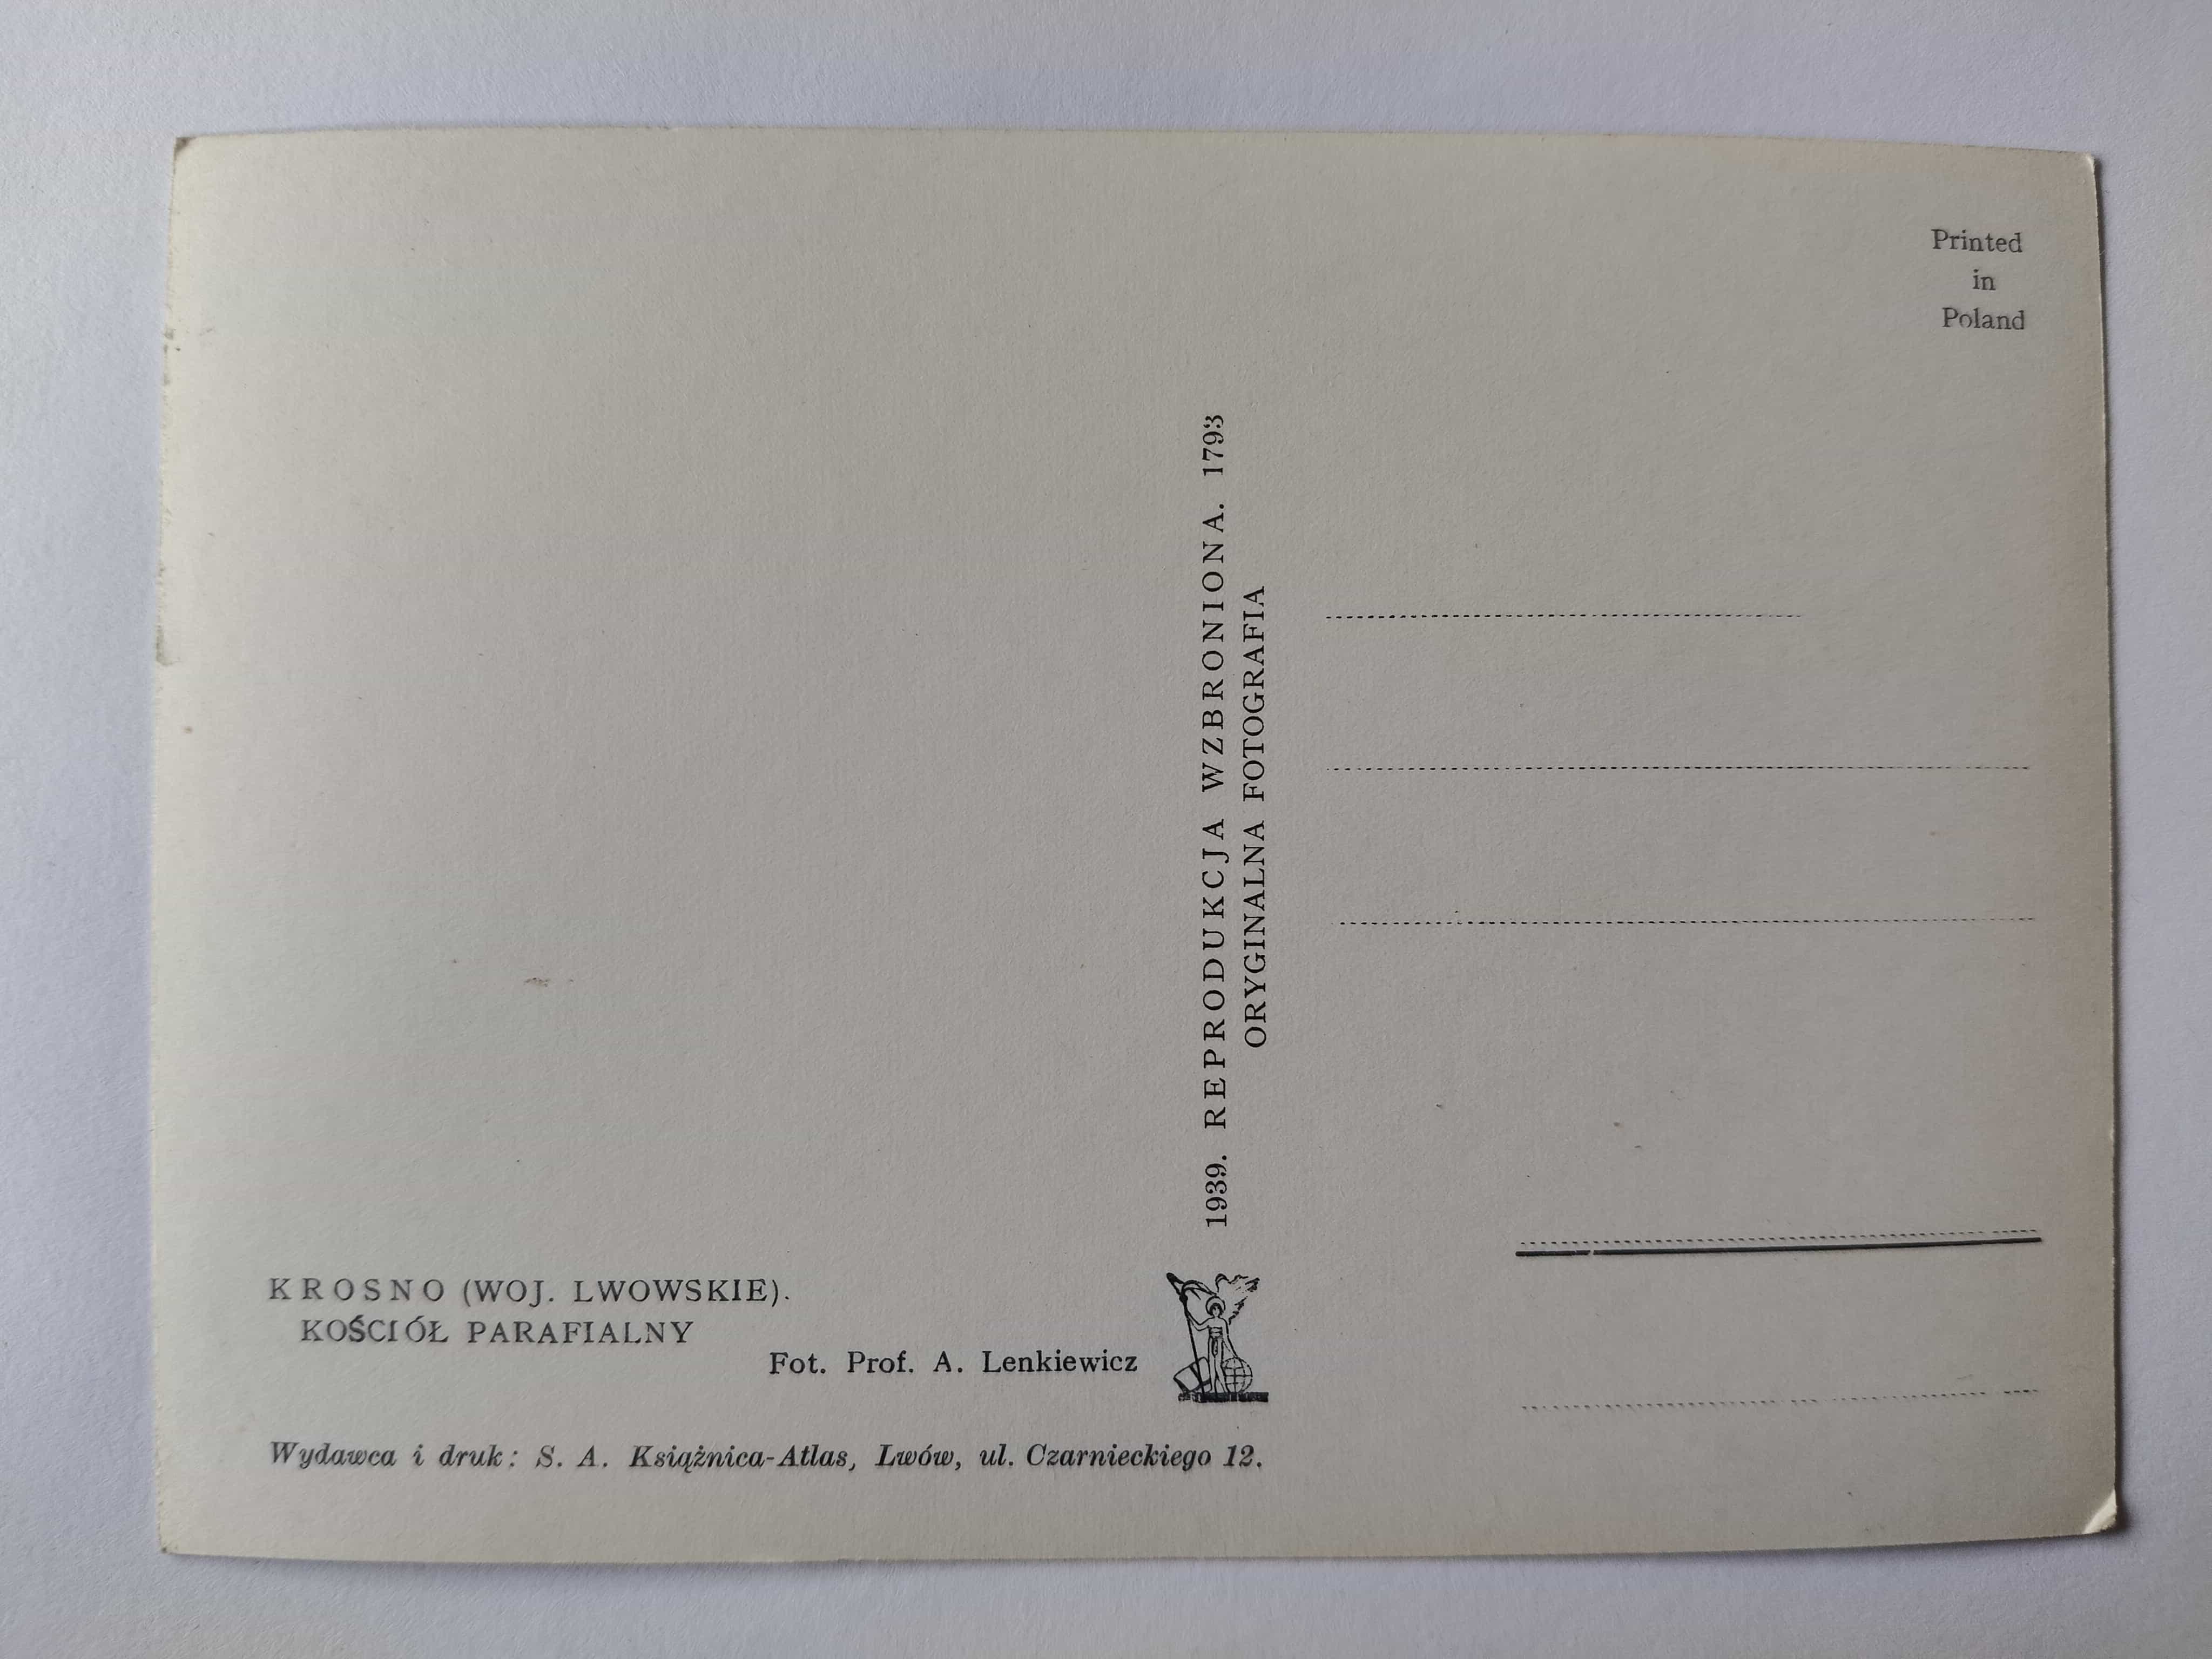 Printed
in
Poland
1939. REPRODUKCJA WZBRONIONA. 1793
ORYGINALNA FOTOGRAFIA
KROSNO (WOJ. LWOWSKIE).
KOŚCIÓŁ PARAFIALNY
Fot. Prof. A. Lenkiewicz
Wydawca i druk: S. A. Książnica-Atlas, Lwów, ul. Czarnieckiego 12.